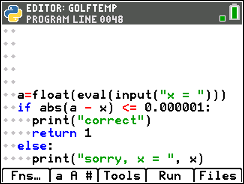 EDITOR: GOLFTEMP
PROGRAM LINE 0048
a=float(eval(input("x = ")))
if abs(a - x) <= 0.000001:
print("correct")
return 1
else:
print("sorry, x = ", x)
Fns… a A # Tools Run Files